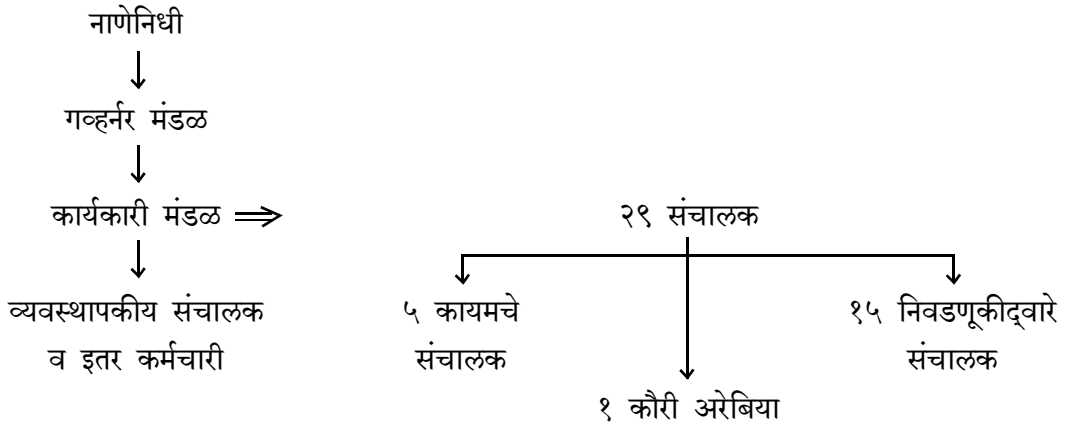 नाणेनिधी
गव्हर्नर मंडळ
कार्यकारी मंडळ
२९ संचालक
व्यवस्थापकीय संचालक
व इतर कर्मचारी
५ कायमचे
संचालक
१ कौरी अरेबिया
१५ निवडणूकीद्‌वारे
संचालक